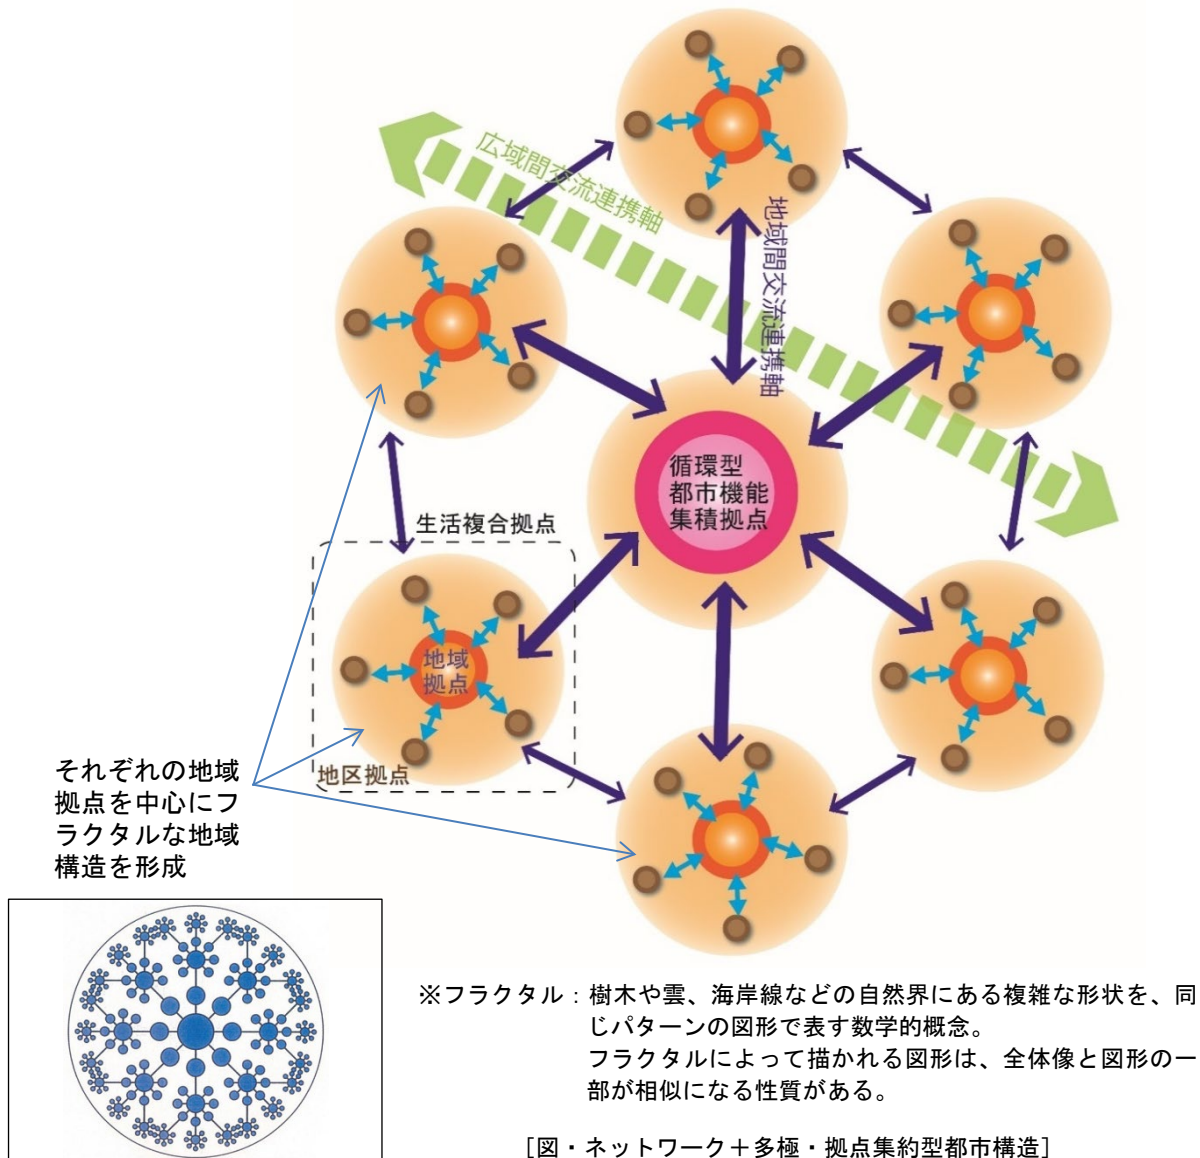 広域間交流連携軸
地域間交流連携軸
循環型
都市機能
集積拠点
生活複合拠点
地域
拠点
地区拠点
それぞれの地域
拠点を中心にフ
ラクタルな地域
構造を形成
※フラクタル：樹木や雲、海岸線などの自然界にある複雑な形状を、同
じパターンの図形で表す数学的概念。
フラクタルによって描かれる図形は、全体像と図形の一
部が相似になる性質がある。
［図・ネットワーク＋多極・拠点集約型都市構造］